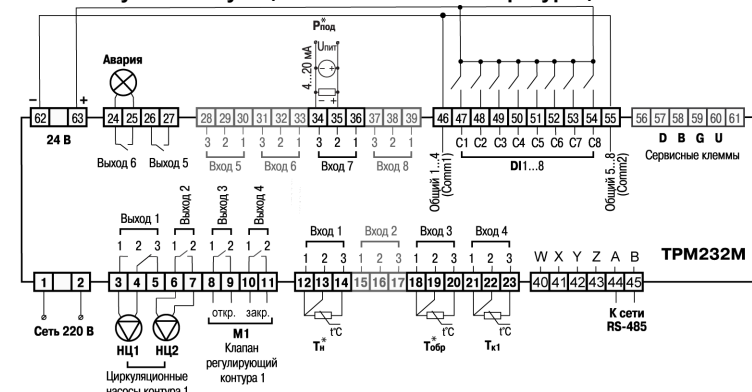 Pпод*
4...20 мА
Uпит
− +
− +
Авария
− +
62 63 24 25 26 27 28 29 30 31 32 33 34 35 36 37 38 39 46 47 48 49 50 51 52 53 54 55 56 57 58 59 60 61
24 В
3 2 1 3 2 1 3 2 1 3 2 1
C1 C2 C3 C4 C5 C6 C7 C8
D B G U
Выход 6 Выход 5
Вход 5 Вход 6 Вход 7 Вход 8
Общий 1...4
(Comm1)
DI1...8
Общий 5...8
(Comm2)
Сервисные клеммы
Выход 1
Выход 2
Выход 3
Выход 4
Вход 1 Вход 2 Вход 3 Вход 4
1 2 3 1 2 1 2 1 2
1 2 3 1 2 3 1 2 3 1 2 3
W X Y Z A B
ТРМ232М
1 2 3 4 5 6 7 8 9 10 11 12 13 14 15 16 17 18 19 20 21 22 23 40 41 42 43 44 45
Сеть 220 В
НЦ1 НЦ2
откр. закр.
М1
Клапан
регулирующий
контура 1
t°C t°C t°C
Tн* Tобр* Tк1
К сети
RS-485
Циркуляционные
насосы контура 1